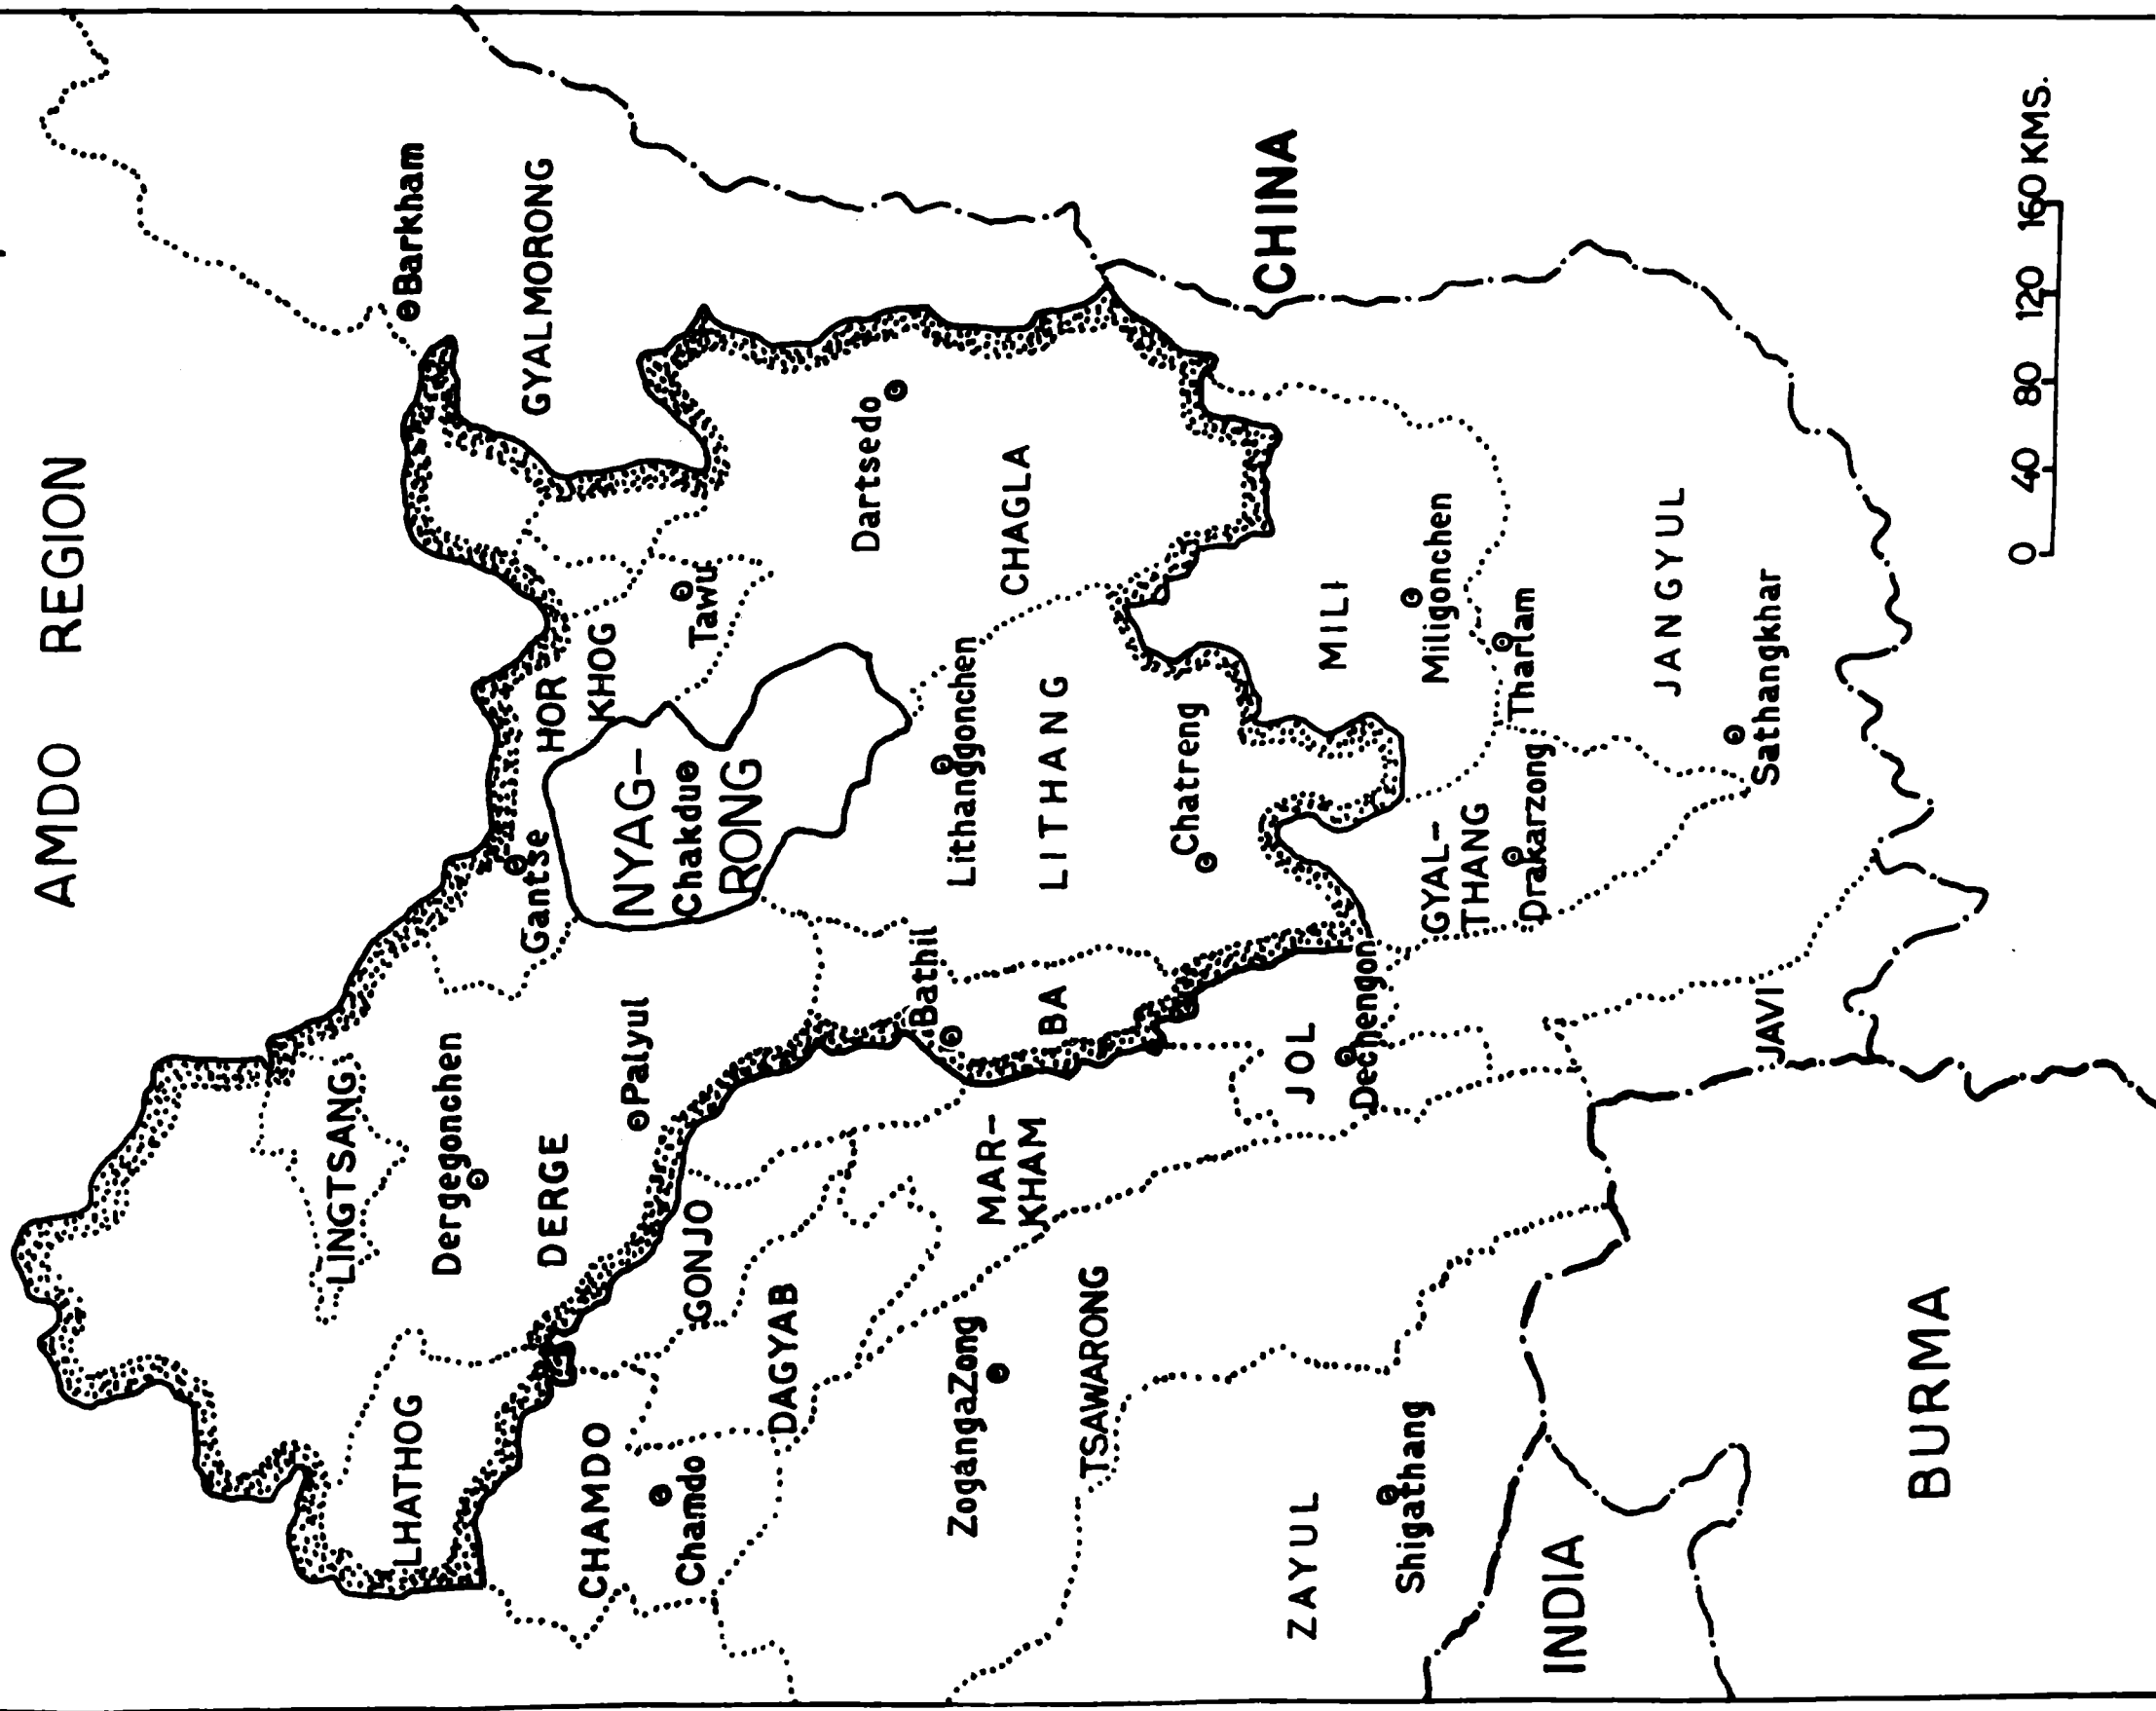 AMDO REGION
Barkham
GYALMORONG
CHINA
HOR
KHOG
Tawu
Dartsedo
CHAGLA
Gantse
NYAG-
Chakdue
RONG
Lithanggonchen
LITHANG
Chatreng
MILI
Miligonchen
Tharlam
JANGYUL
Sathangkhar
GYAL-
THANG
Drakarzong
LINGTSANG
Dergegonchen
DERGE
Palyul
Bathil
BA
JOL
Dechengon
JAVI
LHATHOG
CHAMDO
Chamdo
GONJO
DAGYAB
MAR-
KHAM
ZogangaZong
TSAWARONG
ZAYUL
Shigathang
INDIA
BURMA
0 40 80 120 160 KMS.